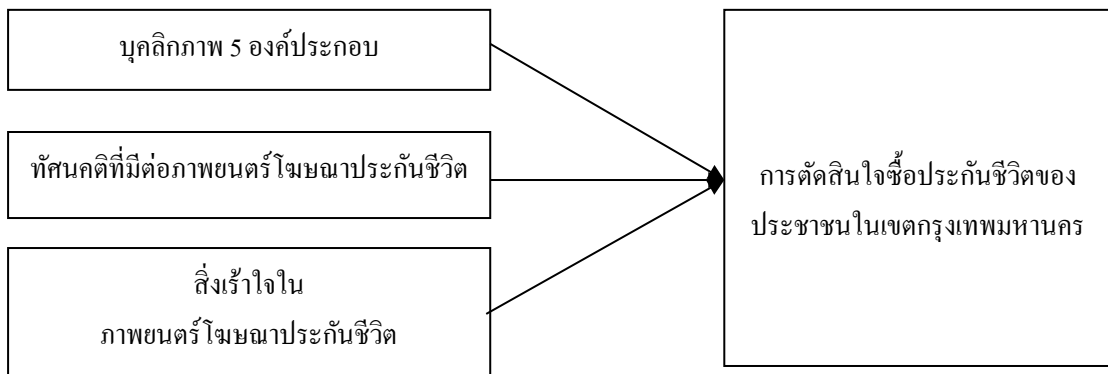 บุคลิกภาพ 5 องค์ประกอบ
ทัศนคติที่มีต่อภาพยนตร์โฆษณาประกันชีวิต
สิ่งเร้าใจใน
ภาพยนตร์โฆษณาประกันชีวิต
การตัดสินใจซื้อประกันชีวิตของ
ประชาชนในเขตกรุงเทพมหานคร